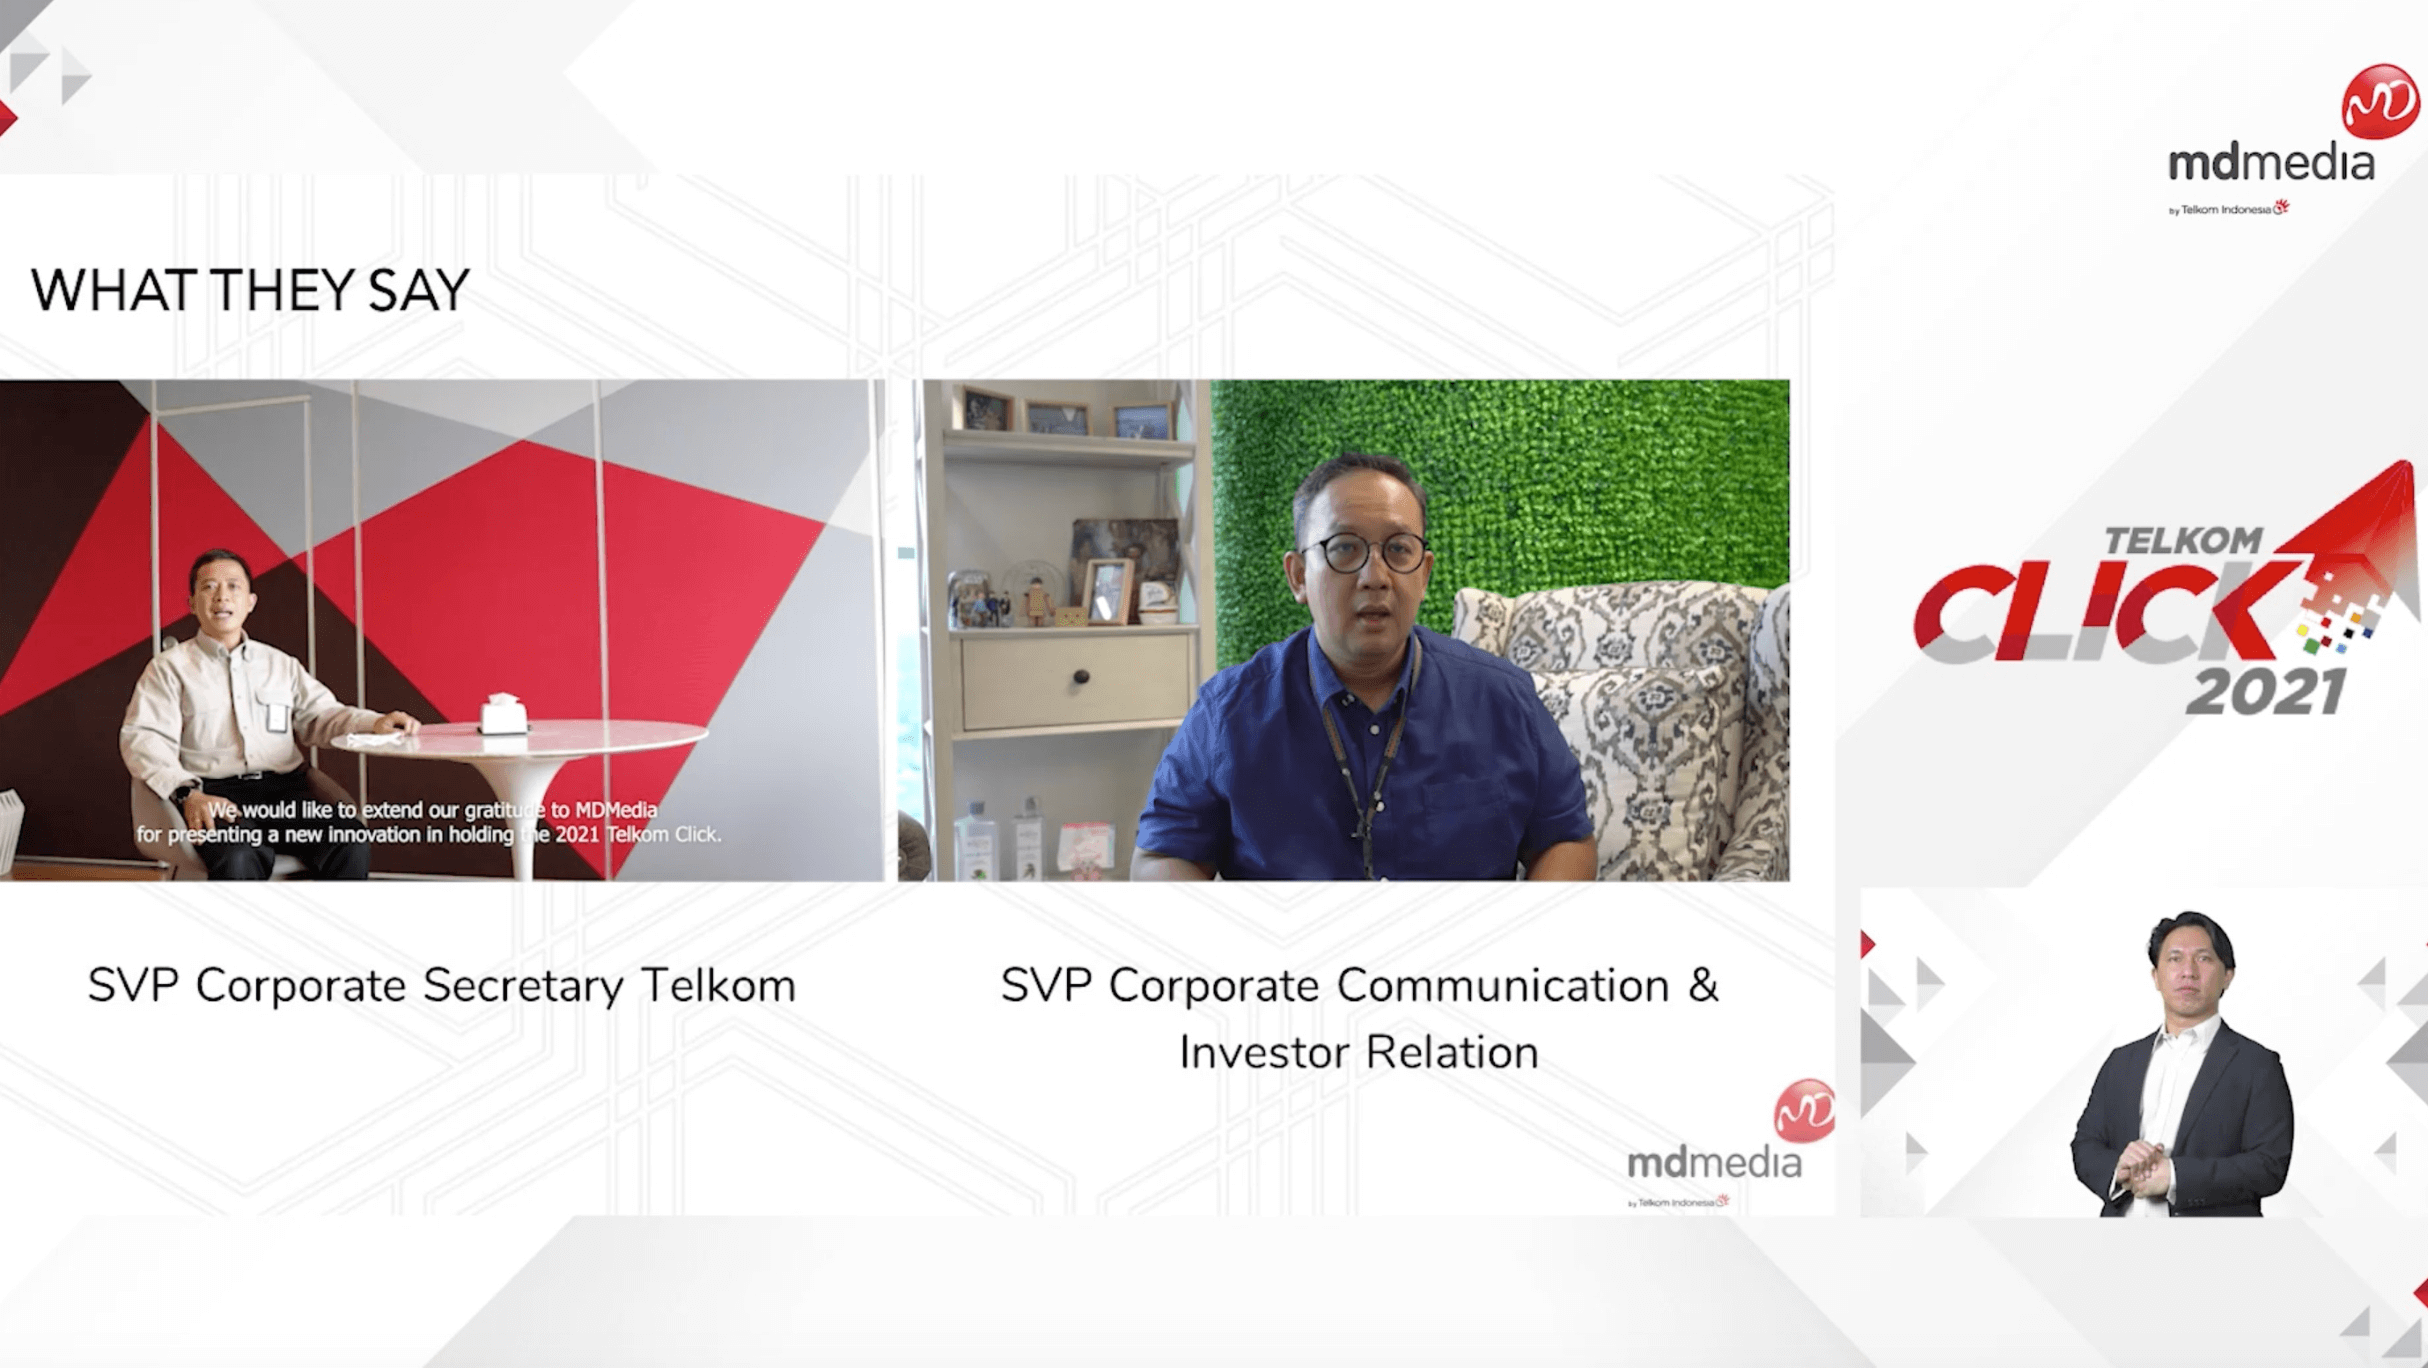 mdmedia
by Telkom Indonesia
WHAT THEY SAY
We would like to extend our gratitude to MDMedia
for presenting a new innovation in holding the 2021 Telkom Click.
SVP Corporate Secretary Telkom
SVP Corporate Communication &
Investor Relation
mdmedia
by Telkom Indonesia
TELKOM
CLICK
2021